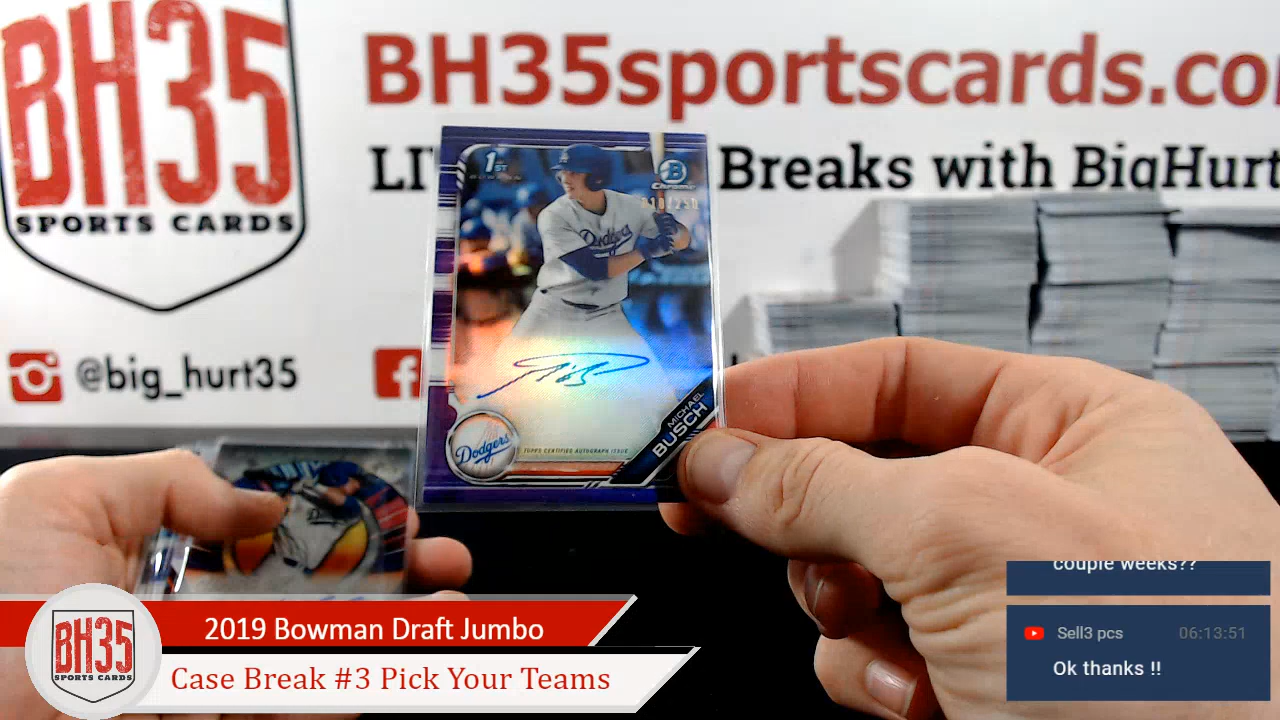 BH35
SPORTS CARDS
BH35sportscards.co
LI
Breaks with BigHurt
@big_hurt35
1ST
BOWMAN
B
Chrome
Dodgers
Dodgers
TOPPS CERTIFIED AUTOGRAPH ISSUE
MICHAEL
BUSCH
couple weeks??
Sell3 pcs 06:13:51
Ok thanks !!
BH35
SPORTS CARDS
2019 Bowman Draft Jumbo
Case Break #3 Pick Your Teams